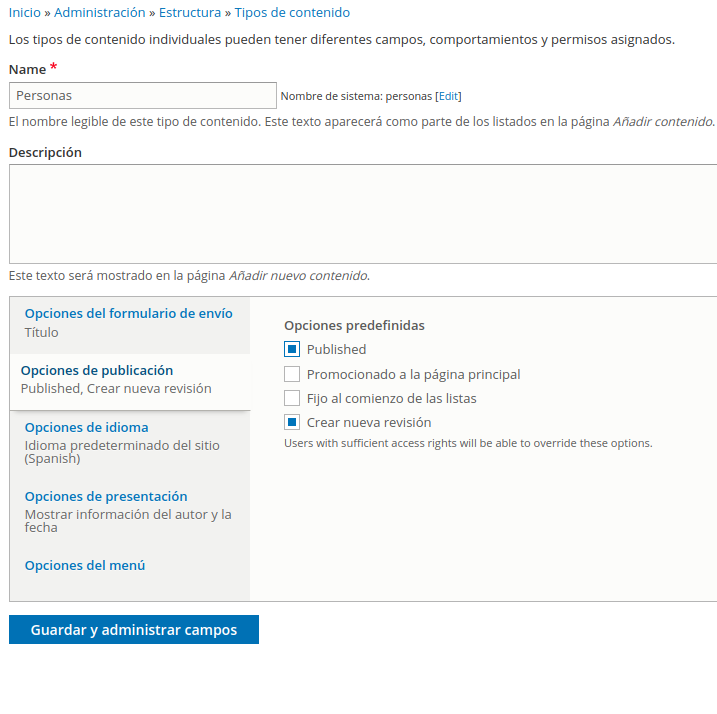 Inicio » Administración » Estructura » Tipos de contenido
Los tipos de contenido individuales pueden tener diferentes campos, comportamientos y permisos asignados.
Name *
Personas
Nombre de sistema: personas [Edit]
El nombre legible de este tipo de contenido. Este texto aparecerá como parte de los listados en la página Añadir contenido.
Descripción
Este texto será mostrado en la página Añadir nuevo contenido.
Opciones del formulario de envío
Título
Opciones de publicación
Published, Crear nueva revisión
Opciones de idioma
Idioma predeterminado del sitio
(Spanish)
Opciones de presentación
Mostrar información del autor y la
fecha
Opciones del menú
Opciones predefinidas
Published
Promocionado a la página principal
Fijo al comienzo de las listas
Crear nueva revisión
Users with sufficient access rights will be able to override these options.
Guardar y administrar campos